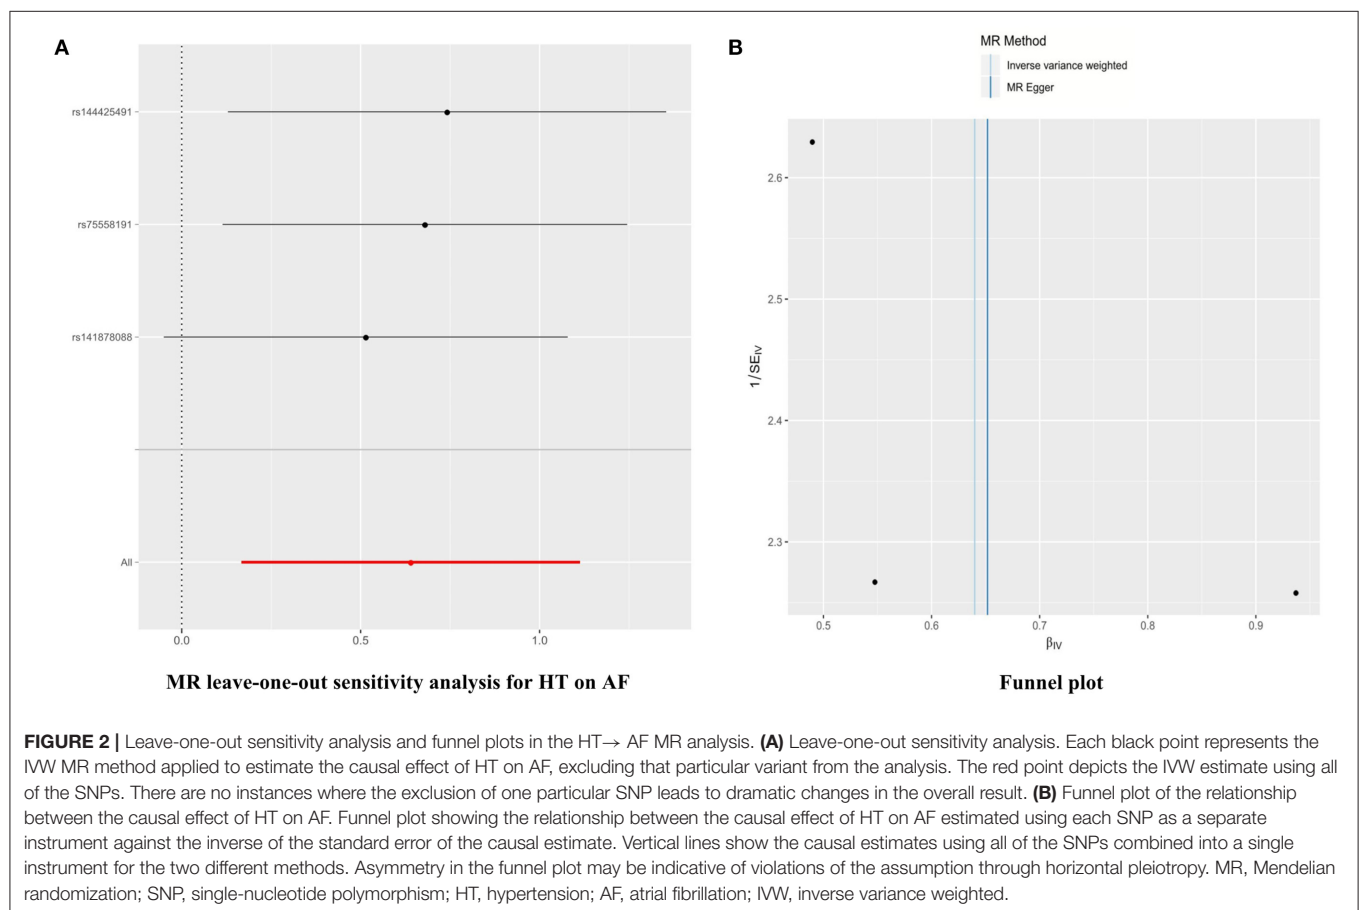 A
rs144425491
rs75558191
rs141878088
All
0.0
0.5
1.0
MR leave-one-out sensitivity analysis for HT on AF
B
MR Method
Inverse variance weighted
MR Egger
2.6
2.5
2.4
2.3
1/SEIV
0.5
0.6
0.7
0.8
0.9
βIV
Funnel plot
FIGURE 2 | Leave-one-out sensitivity analysis and funnel plots in the HT→ AF MR analysis. (A) Leave-one-out sensitivity analysis. Each black point represents the
IVW MR method applied to estimate the causal effect of HT on AF, excluding that particular variant from the analysis. The red point depicts the IVW estimate using all
of the SNPs. There are no instances where the exclusion of one particular SNP leads to dramatic changes in the overall result. (B) Funnel plot of the relationship
between the causal effect of HT on AF. Funnel plot showing the relationship between the causal effect of HT on AF estimated using each SNP as a separate
instrument against the inverse of the standard error of the causal estimate. Vertical lines show the causal estimates using all of the SNPs combined into a single
instrument for the two different methods. Asymmetry in the funnel plot may be indicative of violations of the assumption through horizontal pleiotropy. MR, Mendelian
randomization; SNP, single-nucleotide polymorphism; HT, hypertension; AF, atrial fibrillation; IVW, inverse variance weighted.